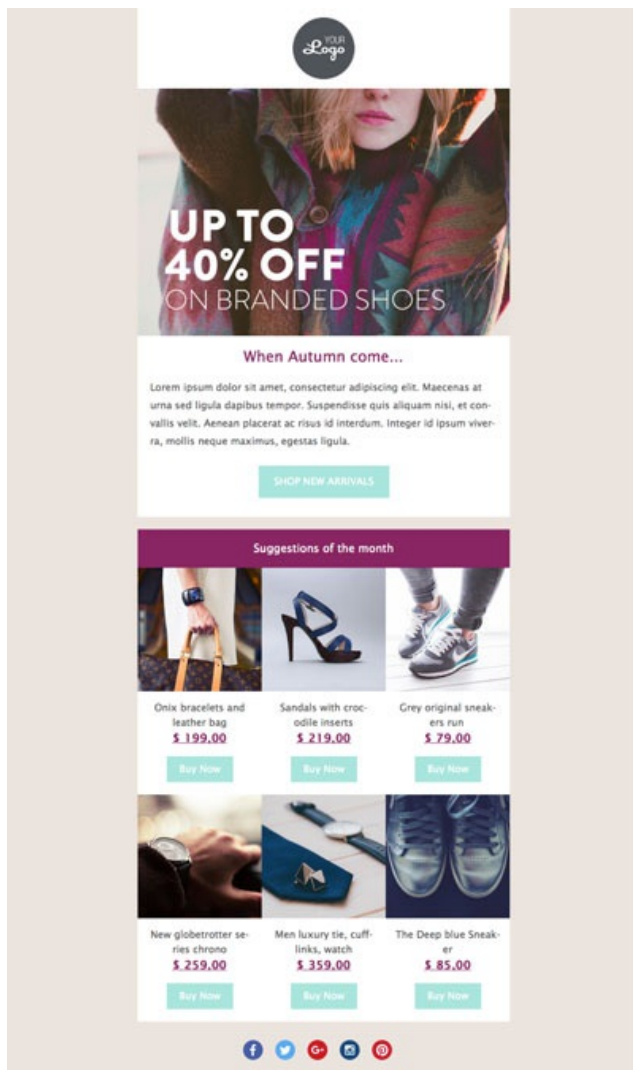 YOUR
Logo
UP TO
40% OFF
ON BRANDED SHOES
When Autumn come...
Lorem ipsum dolor sit amet, consectetur adipiscing elit. Maecenas at
urna sed ligula dapibus tempor. Suspendisse quis aliquam nisi, et con-
vallis velit. Aenean placerat ac risus id interdum. Integer id ipsum viver-
ra, mollis neque maximus, egestas ligula.
SHOP NEW ARRIVALS
Suggestions of the month
Onix bracelets and
leather bag
$ 199,00
Buy Now
Sandals with croc-
odile inserts
$ 219,00
Buy Now
Grey original sneak-
ers run
$ 79,00
Buy Now
New globetrotter se-
ries chrono
$ 259,00
Buy Now
Men luxury tie, cuff-
links, watch
$ 359,00
Buy Now
The Deep blue Sneak-
er
$ 85,00
Buy Now